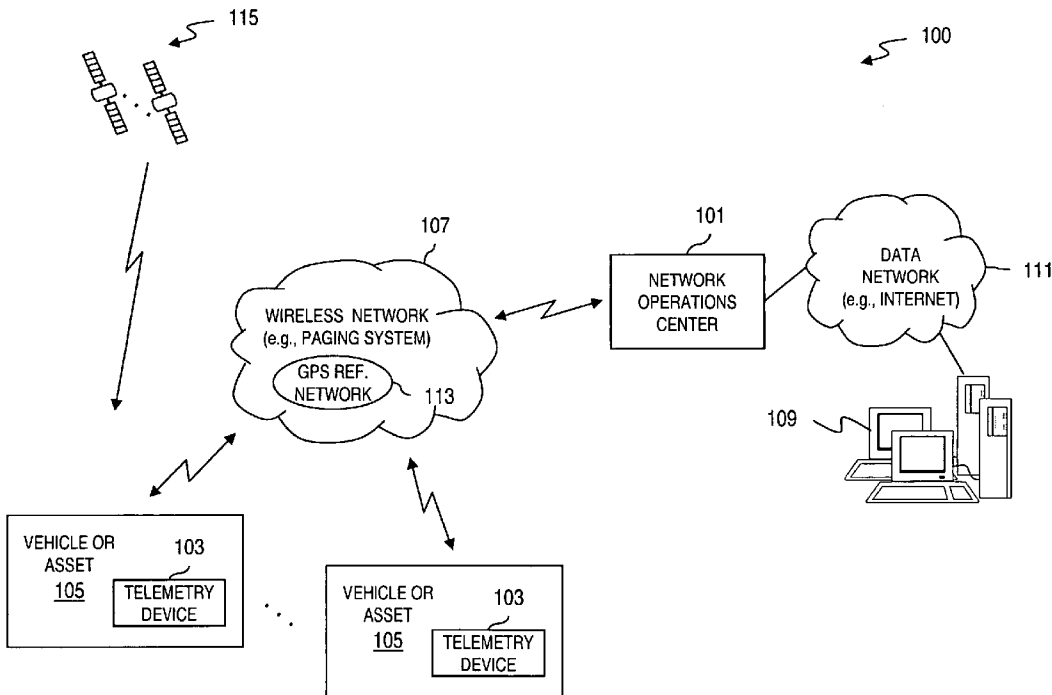 115
100
107
WIRELESS NETWORK
(e.g., PAGING SYSTEM)
GPS REF.
NETWORK
113
101
NETWORK
OPERATIONS
CENTER
DATA
NETWORK
(e.g., INTERNET)
111
109
VEHICLE OR
ASSET
105
103
TELEMETRY
DEVICE
VEHICLE OR
ASSET
105
103
TELEMETRY
DEVICE